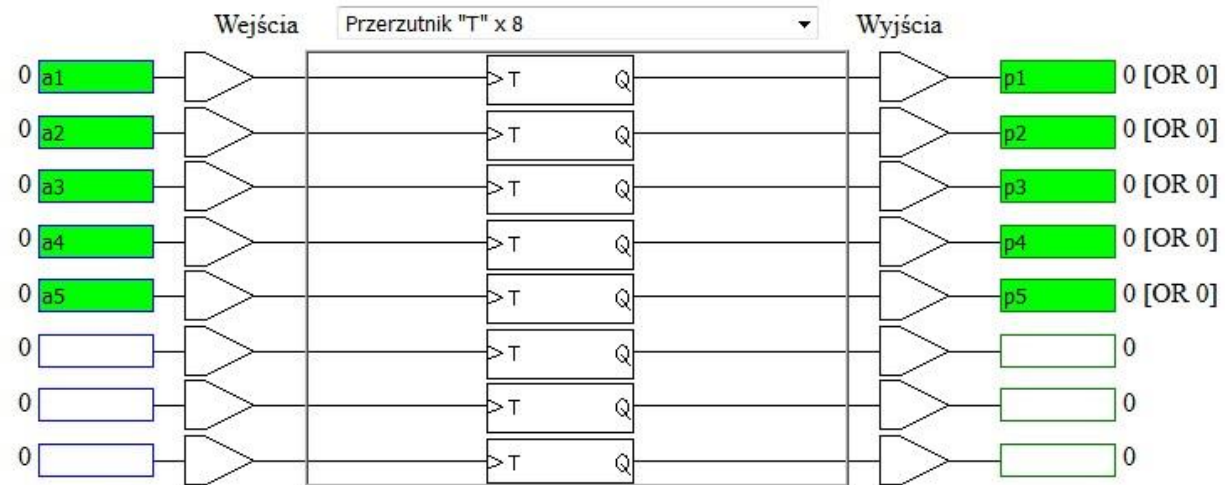 Wejścia Przerzutnik "T" x 8 Wyjścia
0 a1 T Q p1 0 [OR 0]
0 a2 T Q p2 0 [OR 0]
0 a3 T Q p3 0 [OR 0]
0 a4 T Q p4 0 [OR 0]
0 a5 T Q p5 0 [OR 0]
0 T Q 0
0 T Q 0
0 T Q 0